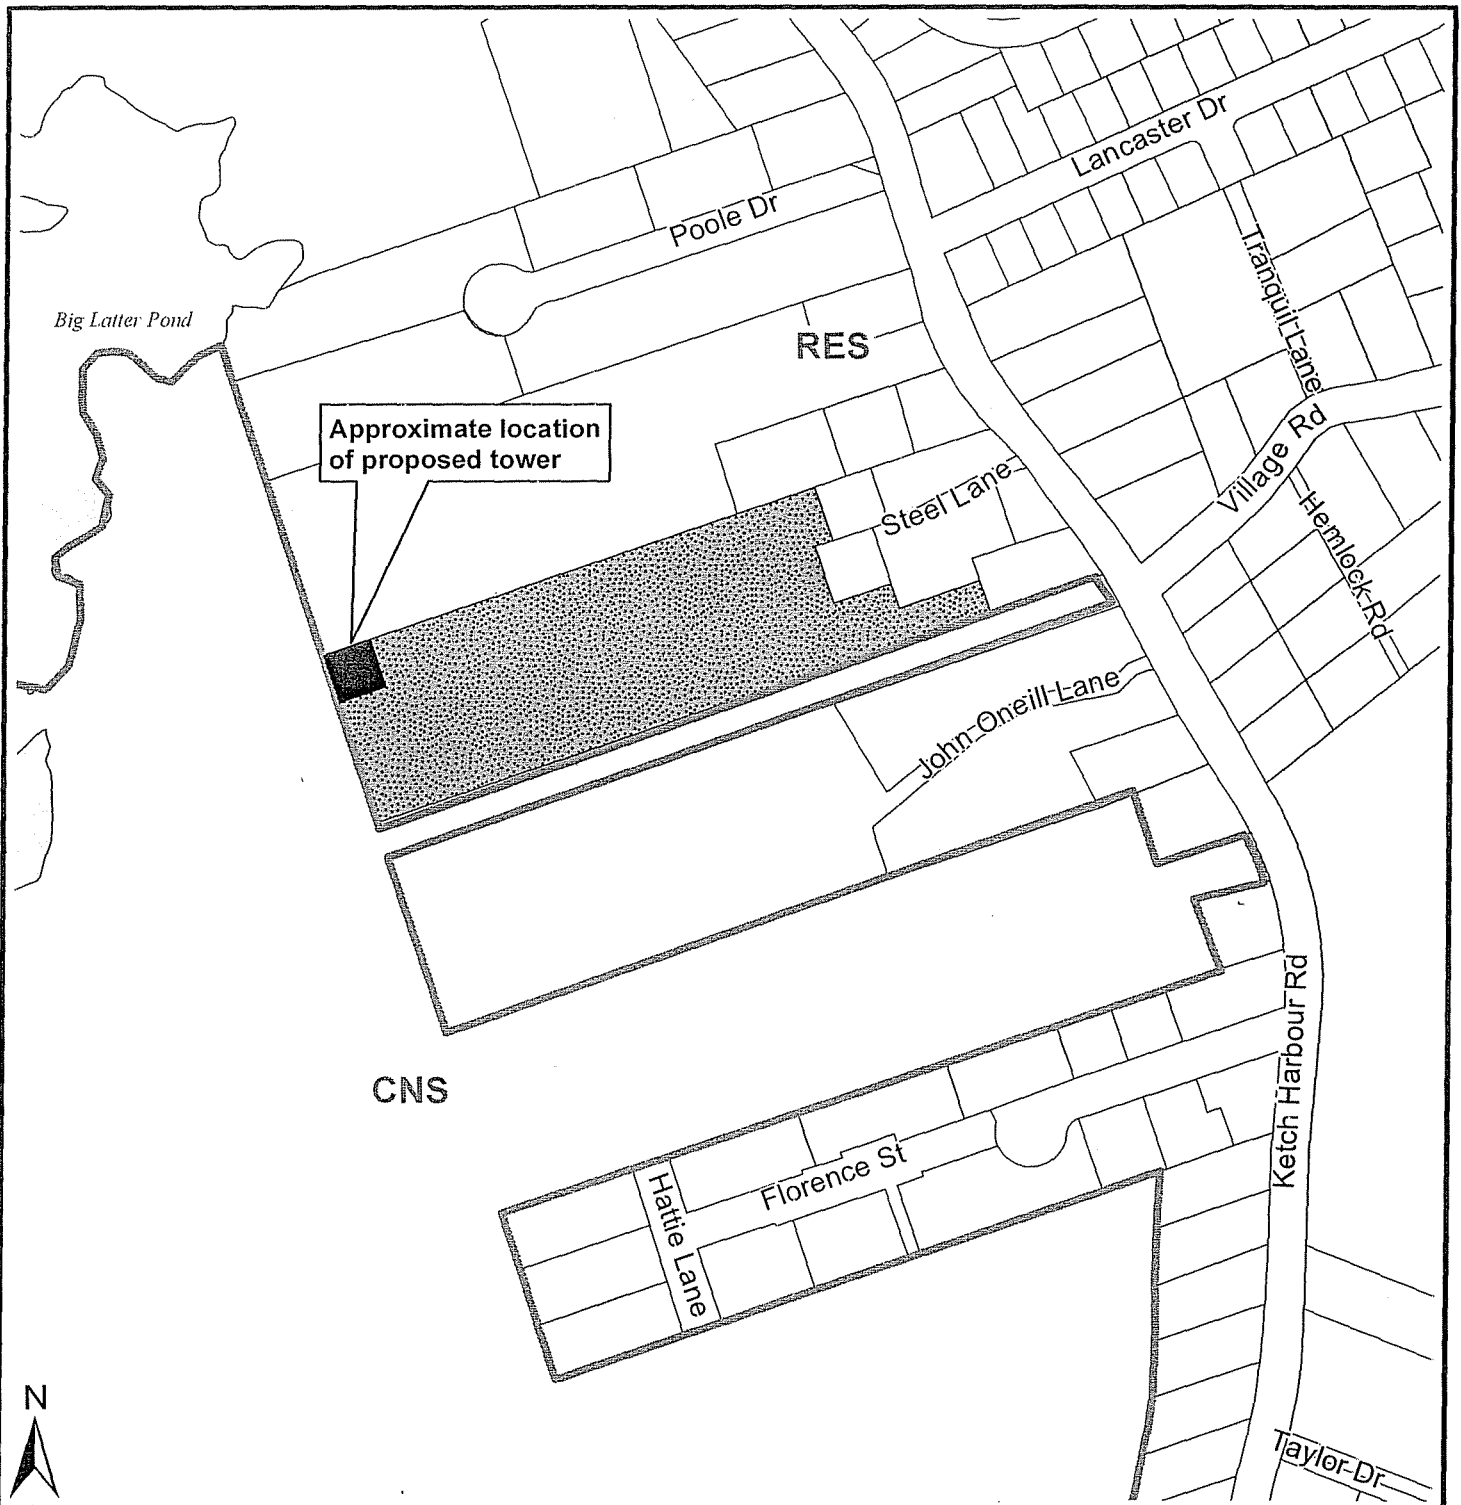 Lancaster Dr
Poole Dr
Tranquil Lane
Big Latter Pond
RES
Approximate location
of proposed tower
Village Rd
Steel Lane
Hemlock Rd
John Oneill Lane
Ketch Harbour Rd
CNS
Florence St
Hattie Lane
N
Taylor Dr